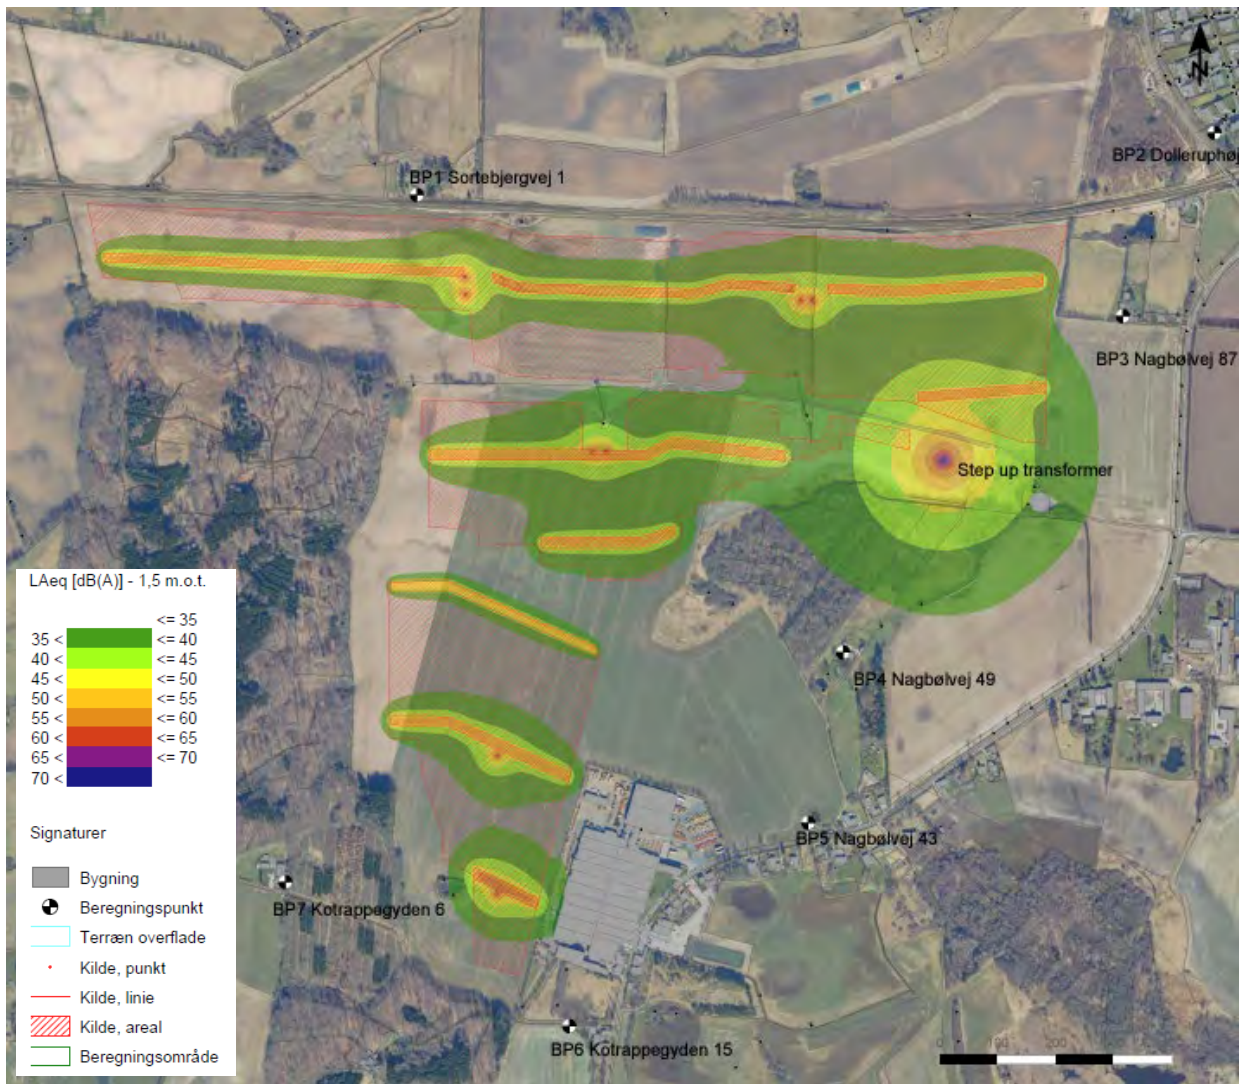 N
BP1 Sortebjergvej 1
BP2 Dolleruphøj
BP3 Nagbølvej 87
Step up transformer
BP4 Nagbølvej 49
BP5 Nagbølvej 43
BP7 Kotrappegyden 6
BP6 Kotrappegyden 15
LAeq [dB(A)] - 1,5 m.o.t.
<= 35
35 < <= 40
40 < <= 45
45 < <= 50
50 < <= 55
55 < <= 60
60 < <= 65
65 < <= 70
70 <
Signaturer
Bygning
Beregningspunkt
Terræn overflade
Kilde, punkt
Kilde, linie
Kilde, areal
Beregningsområde